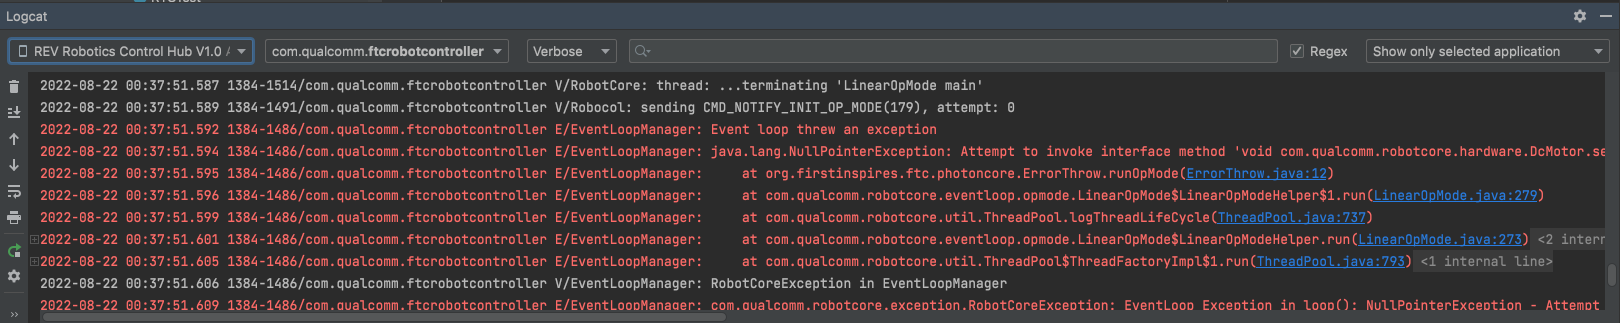 Logcat
REV Robotics Control Hub V1.0 com.qualcomm.ftcrobotcontroller Verbose Regex Show only selected application
2022-08-22 00:37:51.587 1384-1514/com.qualcomm.ftcrobotcontroller V/RobotCore: thread: ...terminating 'LinearOpMode main'
2022-08-22 00:37:51.589 1384-1491/com.qualcomm.ftcrobotcontroller V/Robocol: sending CMD_NOTIFY_INIT_OP_MODE(179), attempt: 0
2022-08-22 00:37:51.592 1384-1486/com.qualcomm.ftcrobotcontroller E/EventLoopManager: Event loop threw an exception
2022-08-22 00:37:51.594 1384-1486/com.qualcomm.ftcrobotcontroller E/EventLoopManager: java.lang.NullPointerException: Attempt to invoke interface method 'void com.qualcomm.robotcore.hardware.DcMotor.se
2022-08-22 00:37:51.595 1384-1486/com.qualcomm.ftcrobotcontroller E/EventLoopManager: at org.firstinspires.ftc.photoncore.ErrorThrow.runOpMode(ErrorThrow.java:12)
2022-08-22 00:37:51.596 1384-1486/com.qualcomm.ftcrobotcontroller E/EventLoopManager: at com.qualcomm.robotcore.eventloop.opmode.LinearOpMode$LinearOpModeHelper$1.run(LinearOpMode.java:279)
2022-08-22 00:37:51.599 1384-1486/com.qualcomm.ftcrobotcontroller E/EventLoopManager: at com.qualcomm.robotcore.util.ThreadPool.logThreadLifeCycle(ThreadPool.java:737)
2022-08-22 00:37:51.601 1384-1486/com.qualcomm.ftcrobotcontroller E/EventLoopManager: at com.qualcomm.robotcore.eventloop.opmode.LinearOpMode$LinearOpModeHelper.run(LinearOpMode.java:273) <2 intern
2022-08-22 00:37:51.605 1384-1486/com.qualcomm.ftcrobotcontroller E/EventLoopManager: at com.qualcomm.robotcore.util.ThreadPool$ThreadFactoryImpl$1.run(ThreadPool.java:793) <1 internal line>
2022-08-22 00:37:51.606 1384-1486/com.qualcomm.ftcrobotcontroller V/EventLoopManager: RobotCoreException in EventLoopManager
2022-08-22 00:37:51.609 1384-1486/com.qualcomm.ftcrobotcontroller E/EventLoopManager: com.qualcomm.robotcore.exception.RobotCoreException: EventLoop Exception in loop(): NullPointerException - Attempt